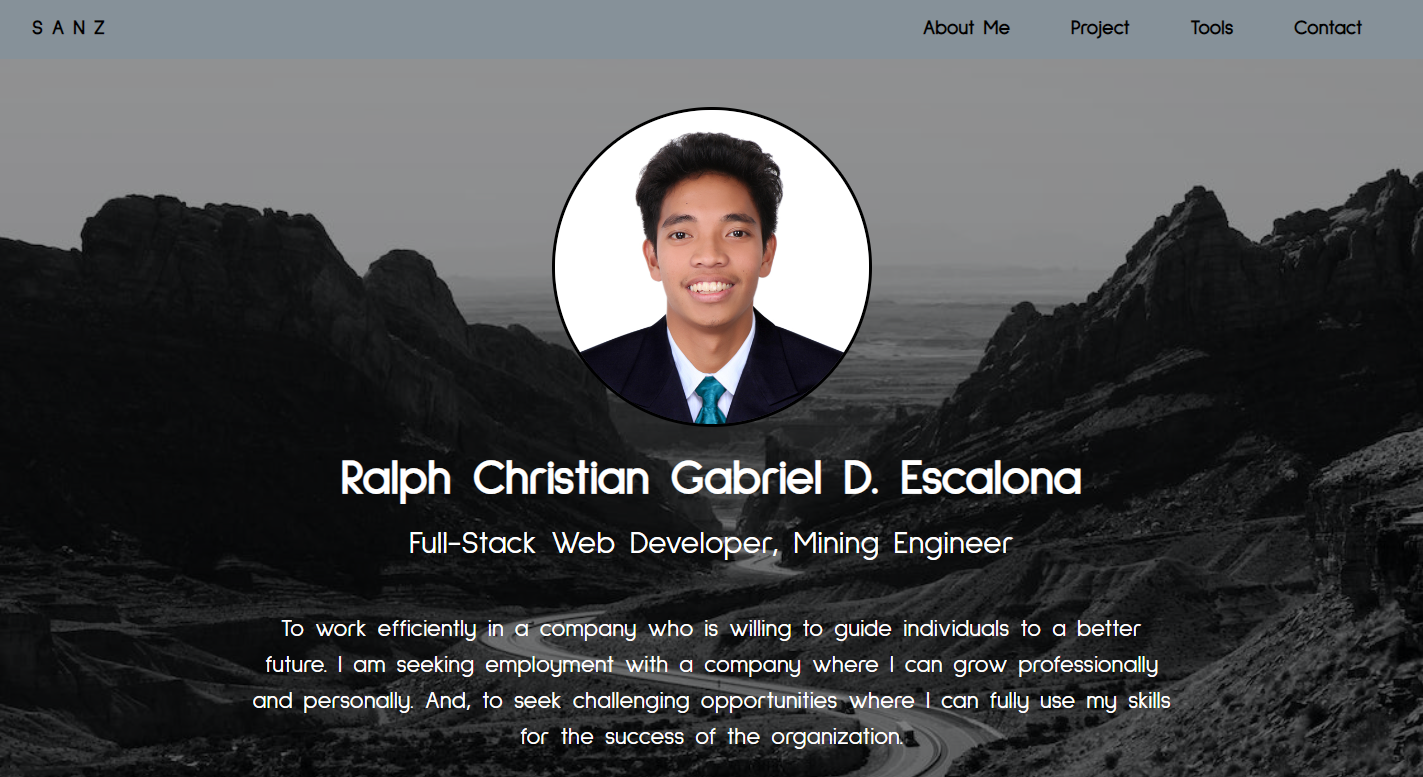 S A N Z
About Me
Project
Tools
Contact
Ralph Christian Gabriel D. Escalona
Full-Stack Web Developer, Mining Engineer
To work efficiently in a company who is willing to guide individuals to a better
future. I am seeking employment with a company where I can grow professionally
and personally. And, to seek challenging opportunities where I can fully use my skills
for the success of the organization.